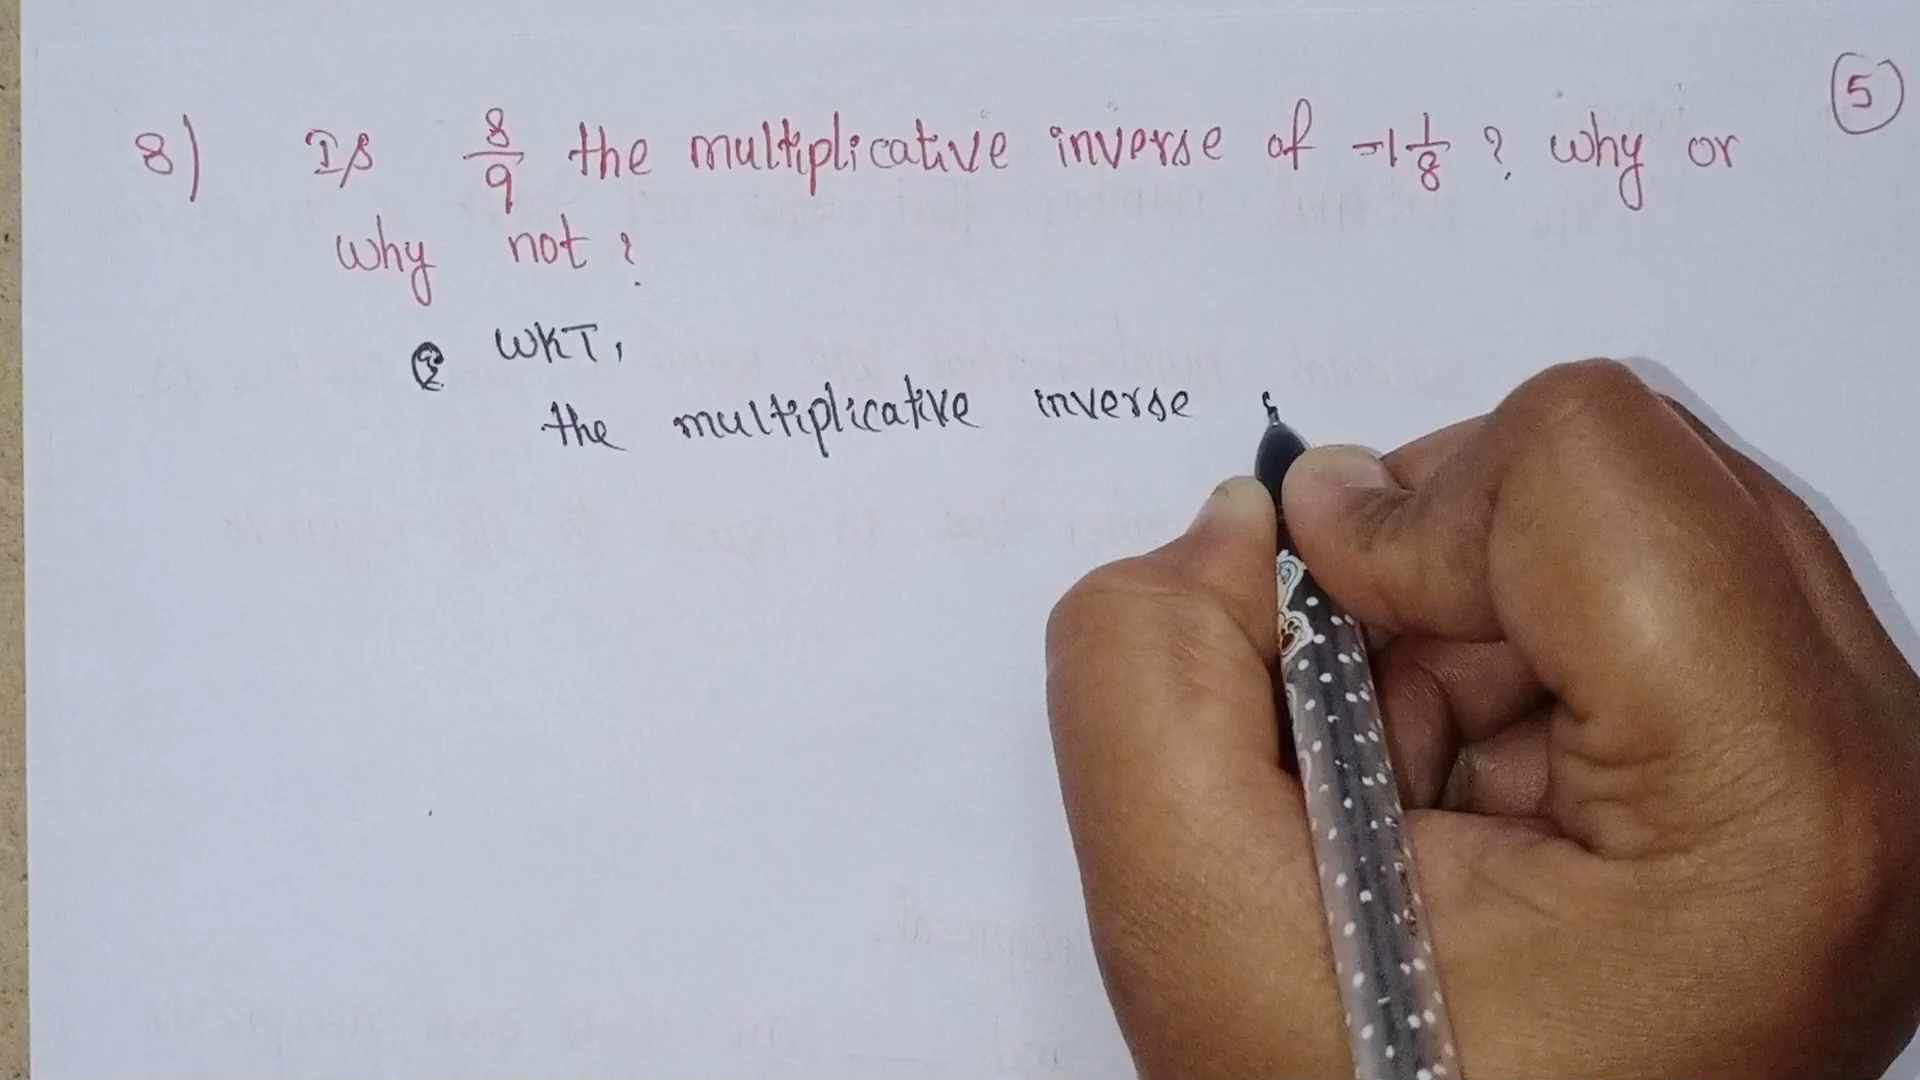 5
8) Is 8/9 the multiplicative inverse of -1 1/8 ? why or
why not ?
WKT,
the multiplicative inverse